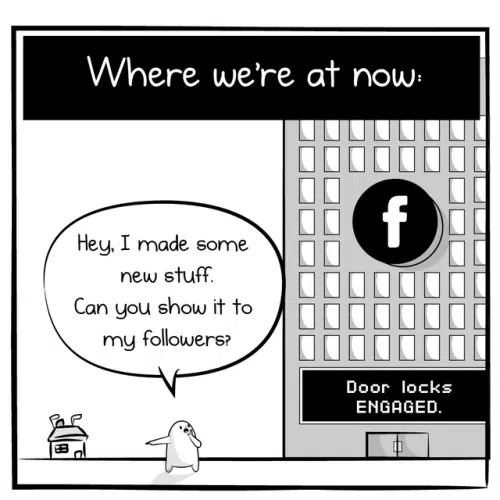 Where we're at now:
Hey, I made some
new stuff.
Can you show it to
my followers?
f
Door locks
ENGAGED.